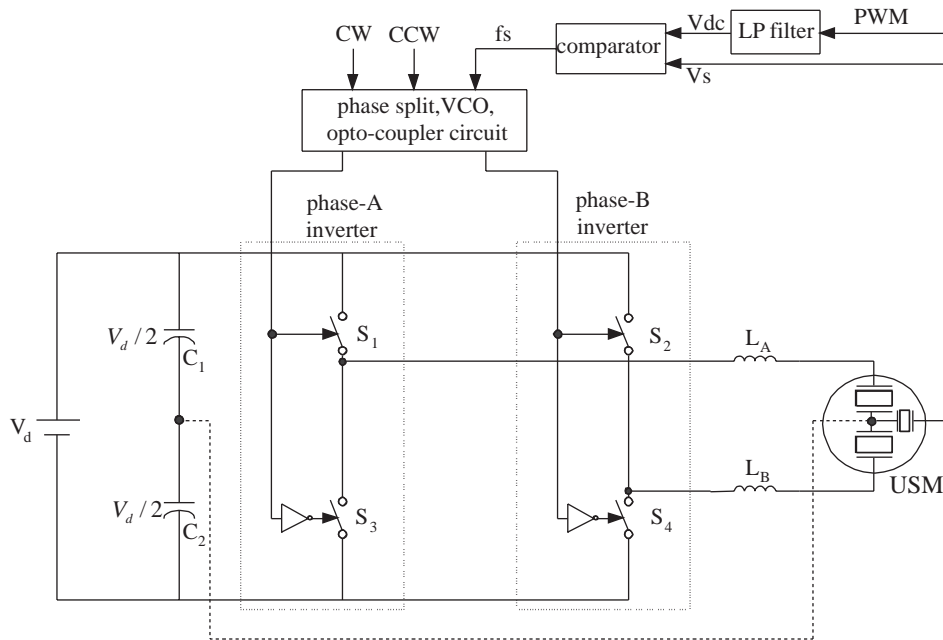 PWM
Vdc
LP filter
CW
CCW
fs
comparator
Vs
phase split,VCO,
opto-coupler circuit
phase-A
inverter
phase-B
inverter
V_d / 2
C_1
S_1
S_2
L_A
V_d
V_d / 2
C_2
S_3
S_4
L_B
USM